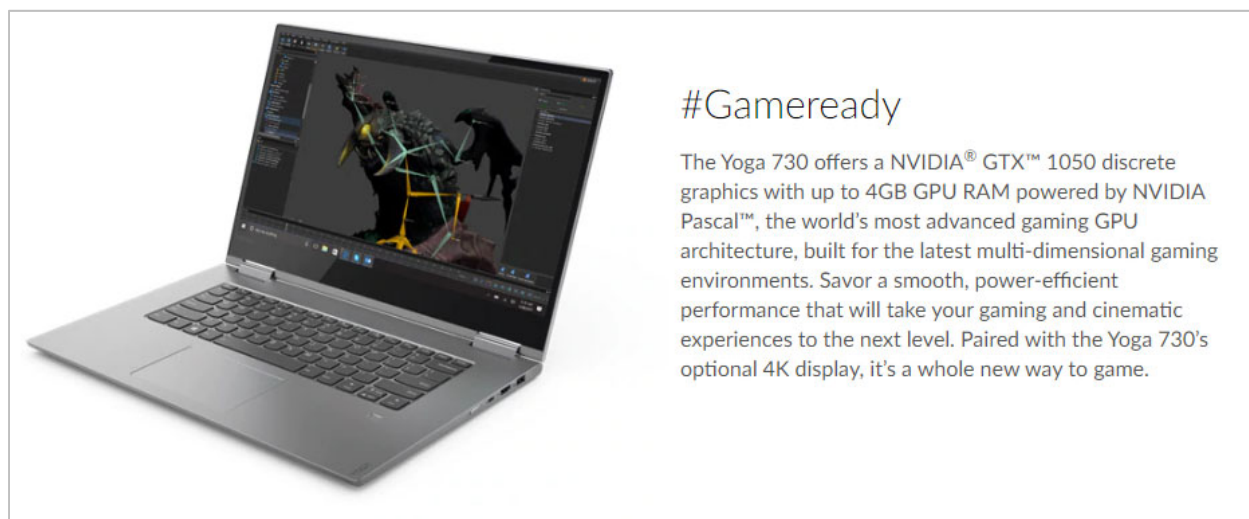 #Gameready
The Yoga 730 offers a NVIDIA® GTX™ 1050 discrete
graphics with up to 4GB GPU RAM powered by NVIDIA
Pascal™, the world's most advanced gaming GPU
architecture, built for the latest multi-dimensional gaming
environments. Savor a smooth, power-efficient
performance that will take your gaming and cinematic
experiences to the next level. Paired with the Yoga 730's
optional 4K display, it's a whole new way to game.